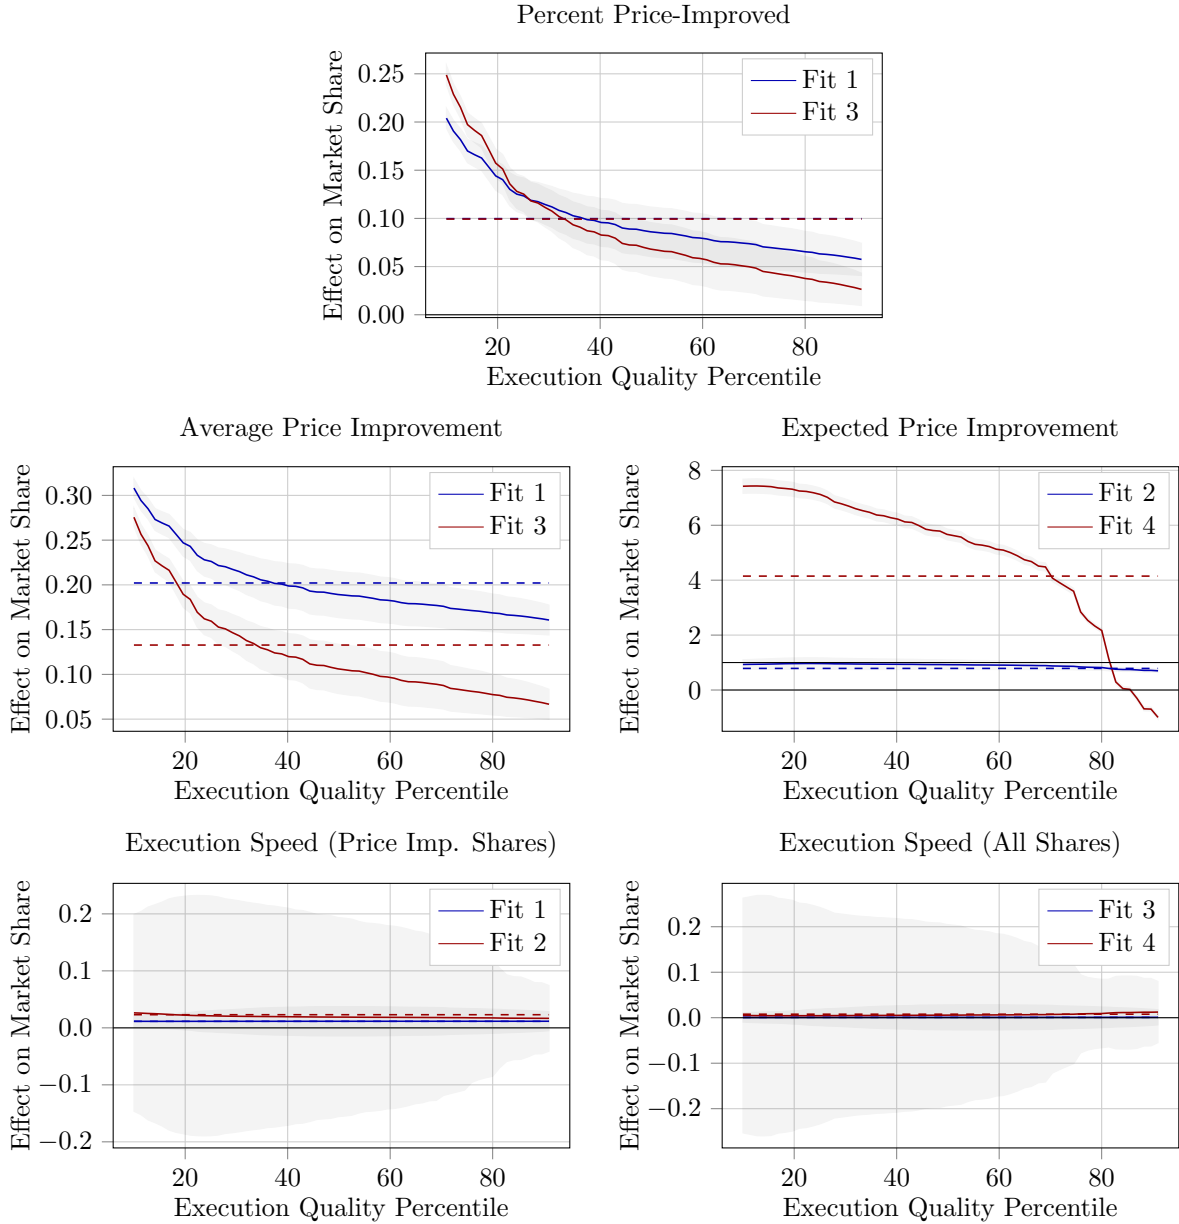 Percent Price-Improved
Effect on Market Share
0.25
0.20
0.15
0.10
0.05
0.00
Fit 1
Fit 3
20 40 60 80
Execution Quality Percentile
Average Price Improvement
Effect on Market Share
0.30
0.25
0.20
0.15
0.10
0.05
Fit 1
Fit 3
20 40 60 80
Execution Quality Percentile
Expected Price Improvement
Effect on Market Share
8
6
4
2
0
Fit 2
Fit 4
20 40 60 80
Execution Quality Percentile
Execution Speed (Price Imp. Shares)
Effect on Market Share
0.2
0.1
0.0
−0.1
−0.2
Fit 1
Fit 2
20 40 60 80
Execution Quality Percentile
Execution Speed (All Shares)
Effect on Market Share
0.2
0.1
0.0
−0.1
−0.2
Fit 3
Fit 4
20 40 60 80
Execution Quality Percentile